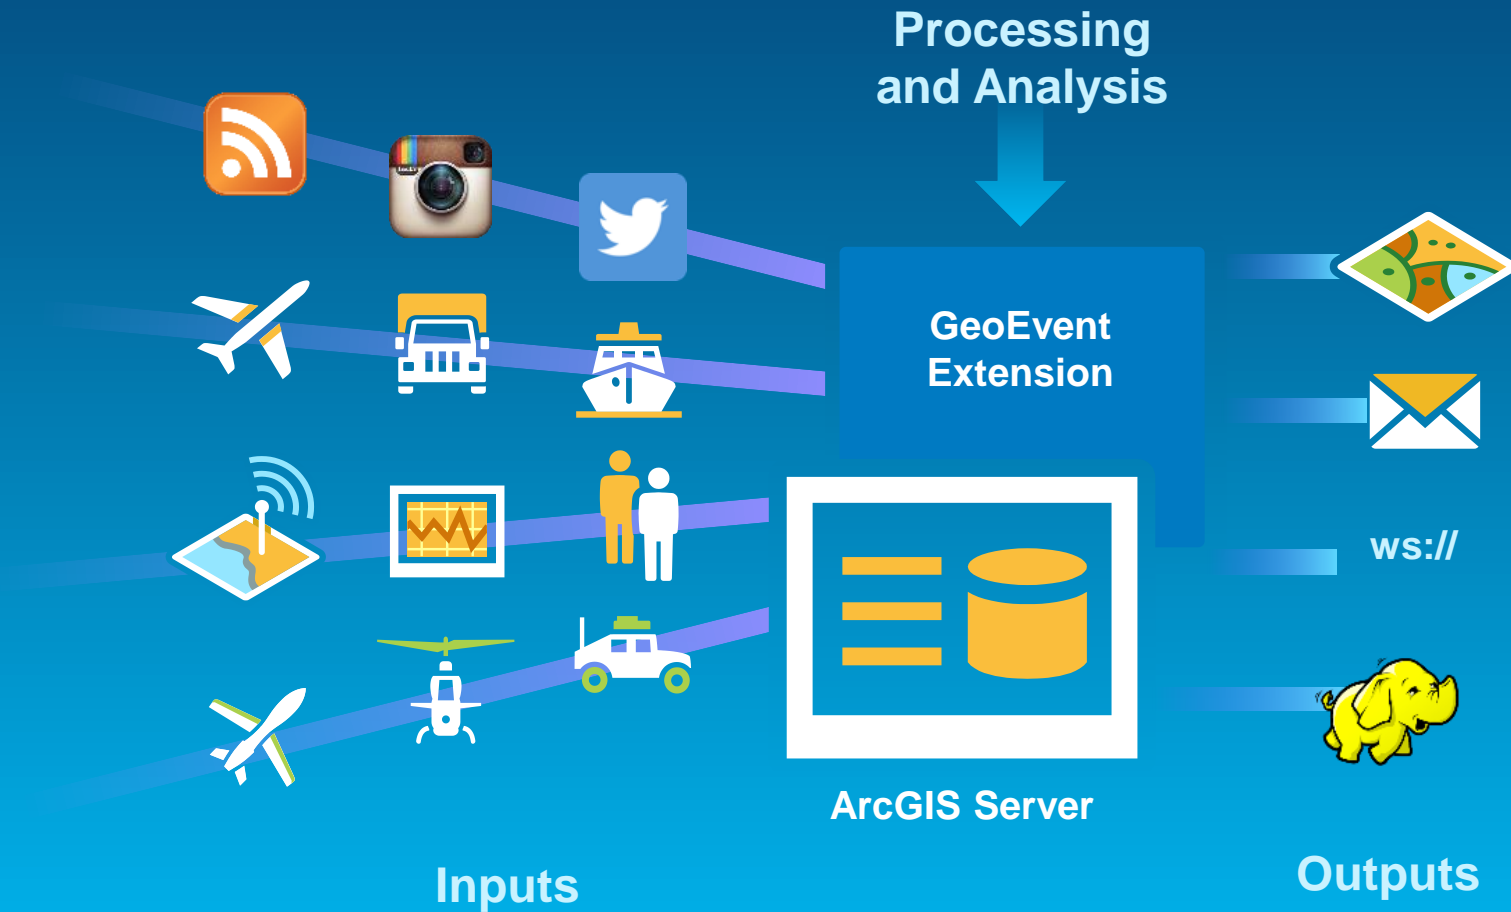 Processing
and Analysis
GeoEvent
Extension
ws://
ArcGIS Server
Inputs
Outputs